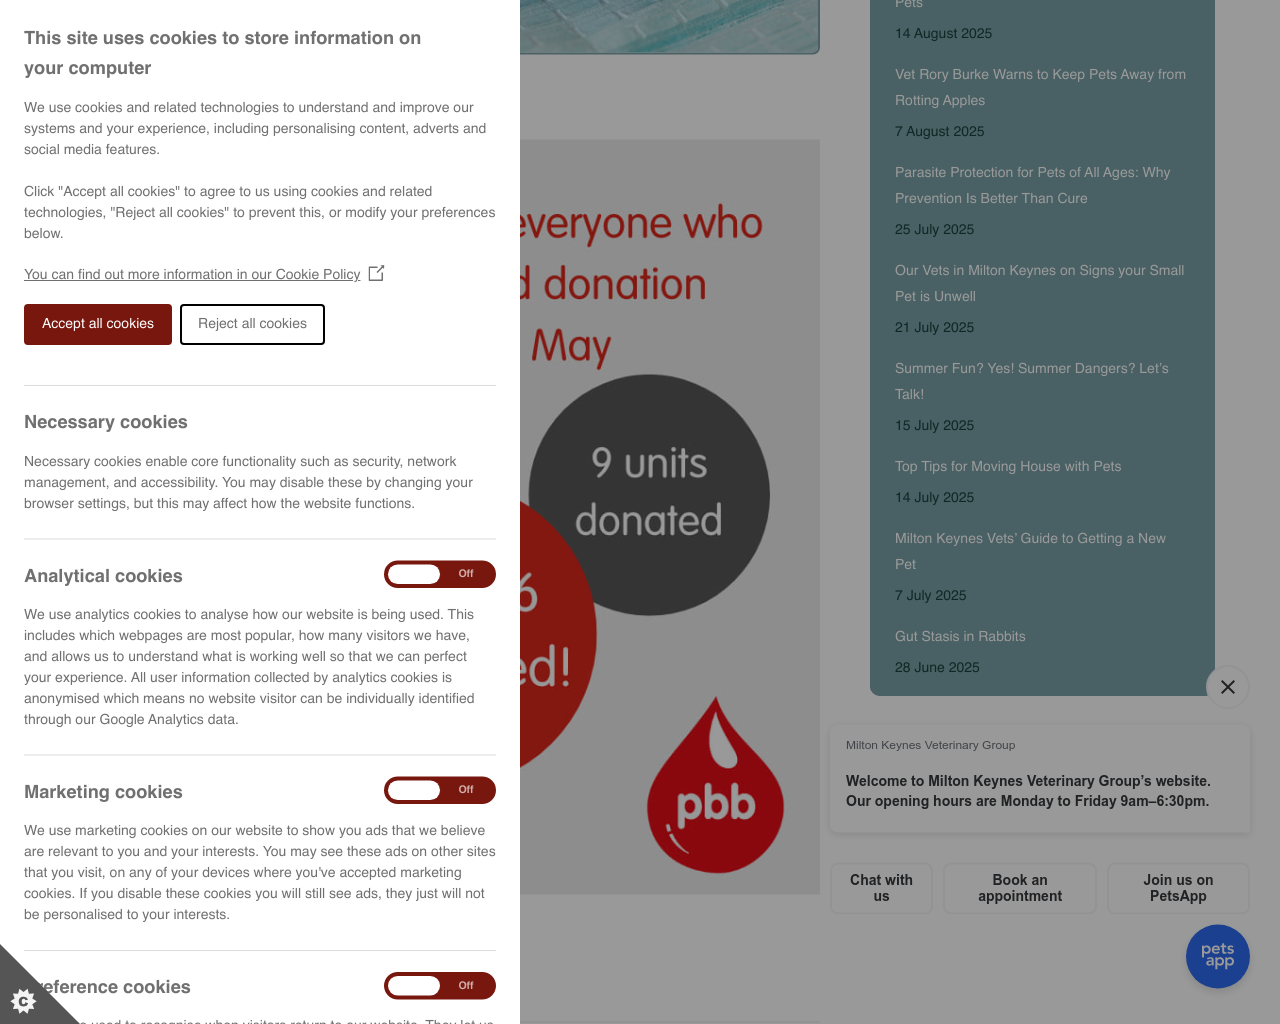 This site uses cookies to store information on
your computer
We use cookies and related technologies to understand and improve our
systems and your experience, including personalising content, adverts and
social media features.
Click "Accept all cookies" to agree to us using cookies and related
technologies, "Reject all cookies" to prevent this, or modify your preferences
below.
You can find out more information in our Cookie Policy
Accept all cookies
Reject all cookies
Necessary cookies
Necessary cookies enable core functionality such as security, network
management, and accessibility. You may disable these by changing your
browser settings, but this may affect how the website functions.
Analytical cookies
Off
We use analytics cookies to analyse how our website is being used. This
includes which webpages are most popular, how many visitors we have,
and allows us to understand what is working well so that we can perfect
your experience. All user information collected by analytics cookies is
anonymised which means no website visitor can be individually identified
through our Google Analytics data.
Marketing cookies
Off
We use marketing cookies on our website to show you ads that we believe
are relevant to you and your interests. You may see these ads on other sites
that you visit, on any of your devices where you've accepted marketing
cookies. If you disable these cookies you will still see ads, they just will not
be personalised to your interests.
eference cookies
Off
used to recognise when visitors return to our website. They let us
everyone who
d donation
May
9 units
donated
6
ed!
pbb
Pets
14 August 2025
Vet Rory Burke Warns to Keep Pets Away from
Rotting Apples
7 August 2025
Parasite Protection for Pets of All Ages: Why
Prevention Is Better Than Cure
25 July 2025
Our Vets in Milton Keynes on Signs your Small
Pet is Unwell
21 July 2025
Summer Fun? Yes! Summer Dangers? Let's
Talk!
15 July 2025
Top Tips for Moving House with Pets
14 July 2025
Milton Keynes Vets' Guide to Getting a New
Pet
7 July 2025
Gut Stasis in Rabbits
28 June 2025
Milton Keynes Veterinary Group
Welcome to Milton Keynes Veterinary Group's website.
Our opening hours are Monday to Friday 9am–6:30pm.
Chat with
us
Book an
appointment
Join us on
PetsApp
pets
app